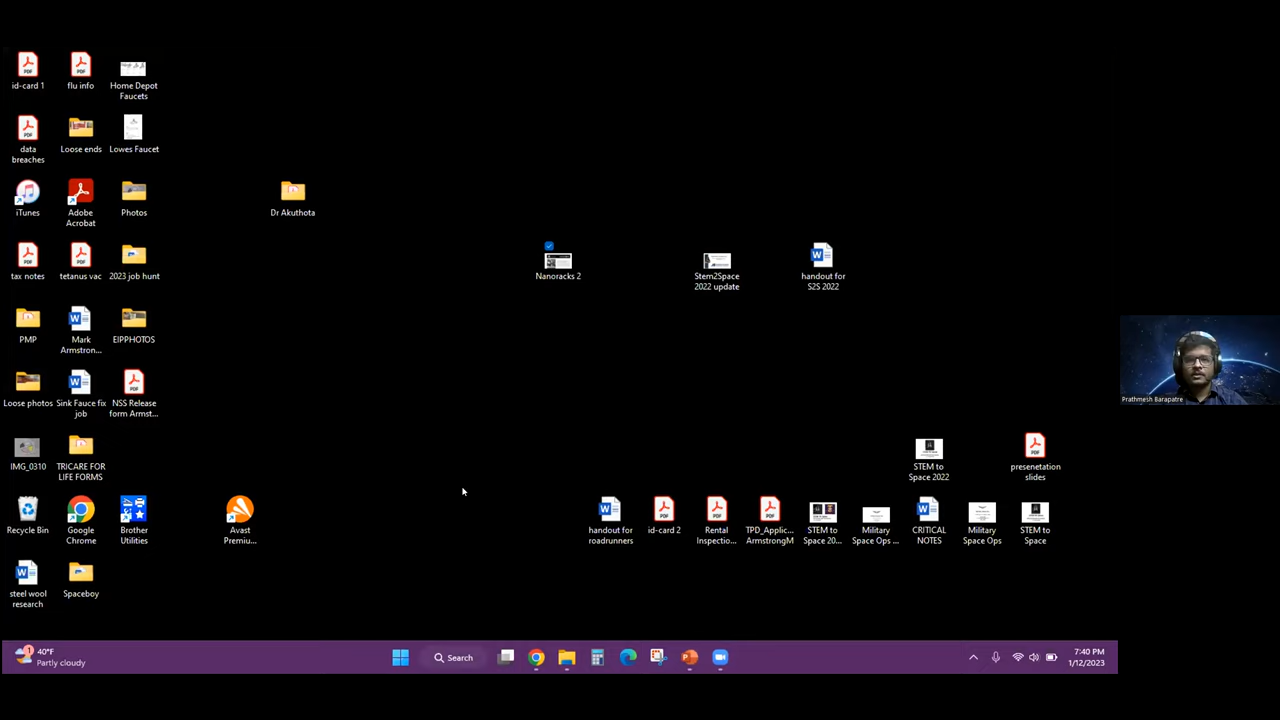 id-card 1
flu info
Home Depot
Faucets
data
breaches
Loose ends
Lowes Faucet
iTunes
Adobe
Acrobat
Photos
Dr Akuthota
tax notes
tetanus vac
2023 job hunt
Nanoracks 2
Stem2Space
2022 update
handout for
S2S 2022
PMP
Mark
Armstron...
EIPPHOTOS
Loose photos
Sink Fauce fix
job
NSS Release
form Armst...
Prathmesh Barapatre
IMG_0310
TRICARE FOR
LIFE FORMS
STEM to
Space 2022
presenetation
slides
Recycle Bin
Google
Chrome
Brother
Utilities
Avast
Premiu...
handout for
roadrunners
id-card 2
Rental
Inspectio...
TPD_Applic...
ArmstrongM
STEM to
Space 20...
Military
Space Ops ...
CRITICAL
NOTES
Military
Space Ops
STEM to
Space
steel wool
research
Spaceboy
1
40°F
Partly cloudy
Search
7:40 PM
1/12/2023